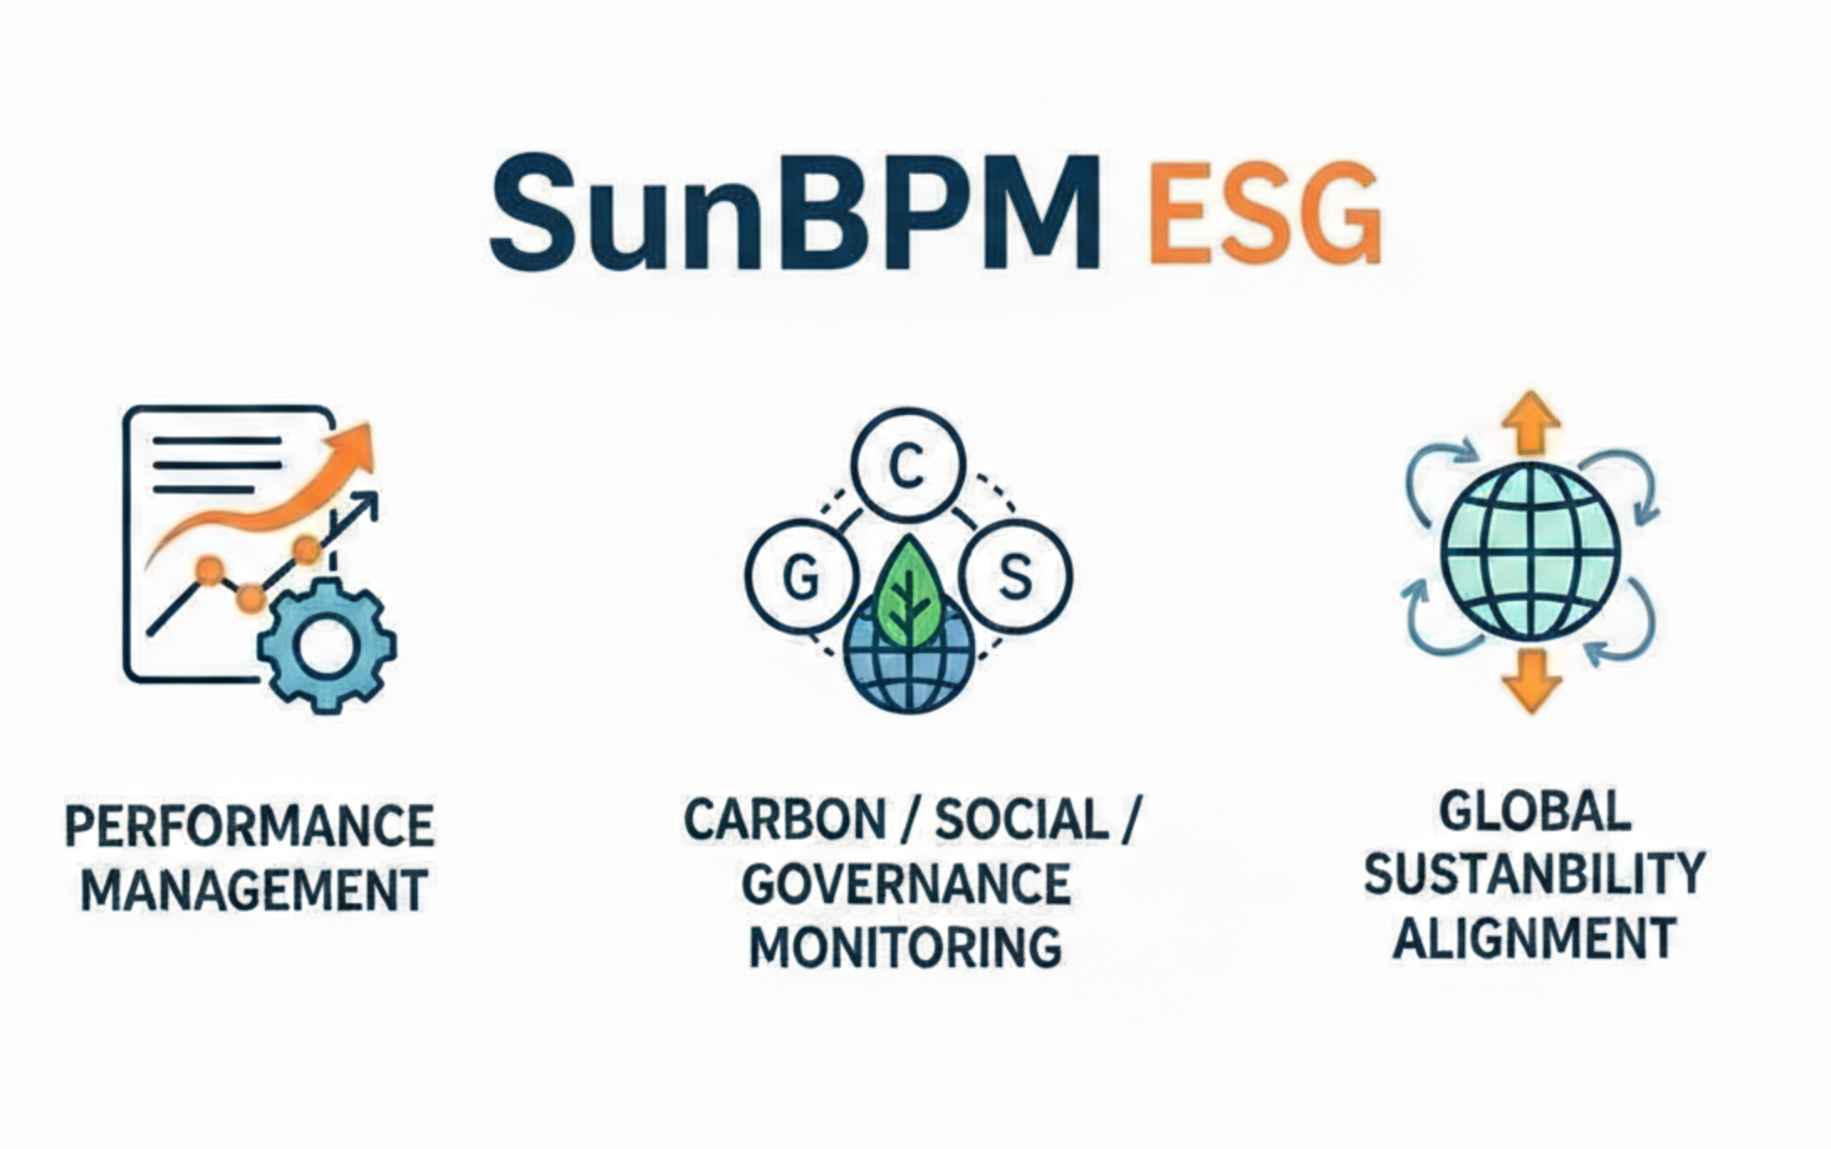 SunBPM ESG
C
G
S
PERFORMANCE
MANAGEMENT
CARBON / SOCIAL /
GOVERNANCE
MONITORING
GLOBAL
SUSTANBILITY
ALIGNMENT